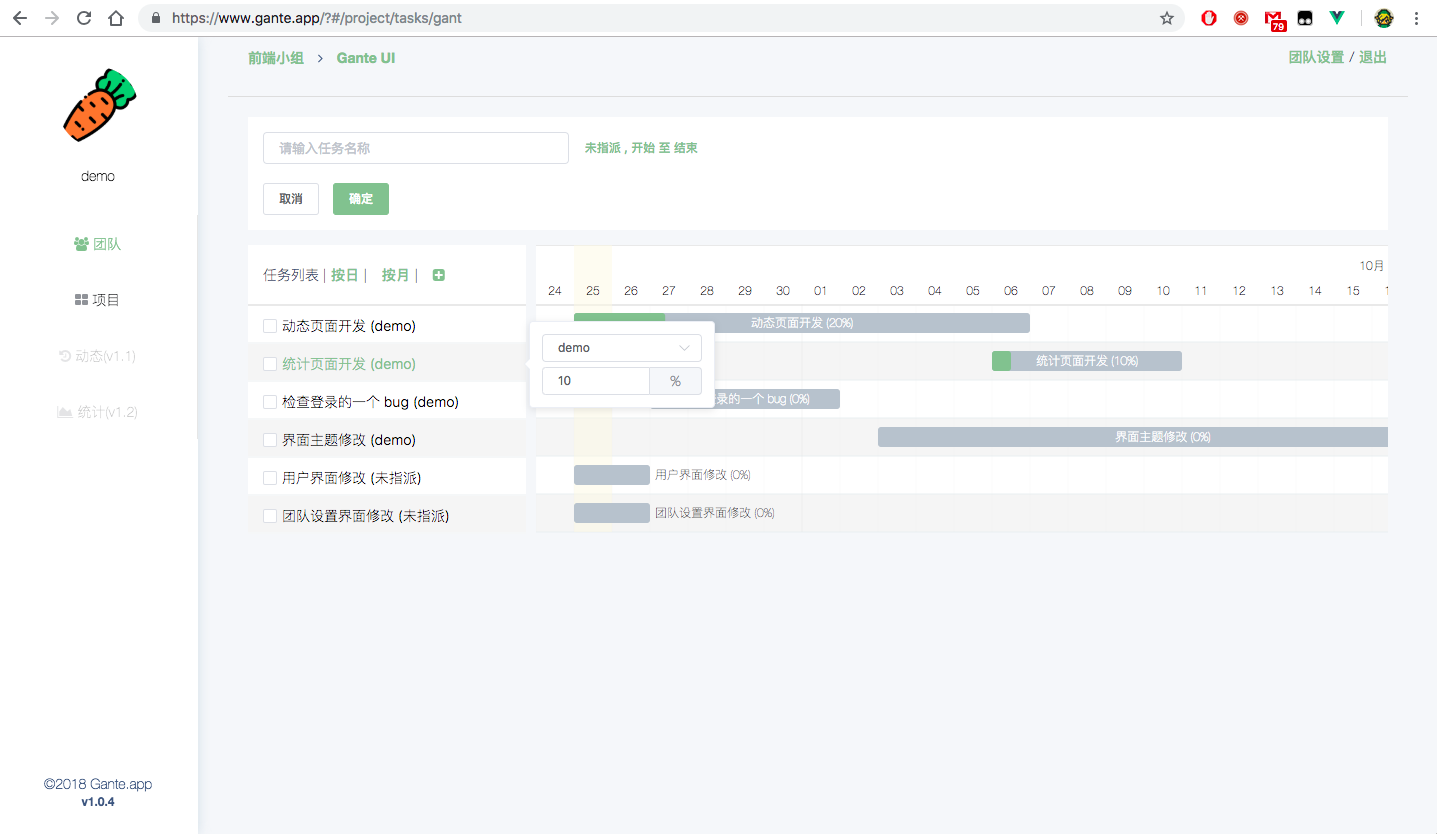 https://www.gante.app/?#/project/tasks/gant
79
前端小组 > Gante UI
团队设置 / 退出
demo
团队
项目
动态(v1.1)
统计(v1.2)
©2018 Gante.app
v1.0.4
请输入任务名称
未指派 , 开始 至 结束
取消
确定
任务列表 | 按日 | 按月 |
10月
24 25 26 27 28 29 30 01 02 03 04 05 06 07 08 09 10 11 12 13 14 15
动态页面开发 (demo)
动态页面开发 (20%)
统计页面开发 (demo)
统计页面开发 (10%)
demo
10 %
检查登录的一个 bug (demo)
录的一个 bug (0%)
界面主题修改 (demo)
界面主题修改 (0%)
用户界面修改 (未指派)
用户界面修改 (0%)
团队设置界面修改 (未指派)
团队设置界面修改 (0%)